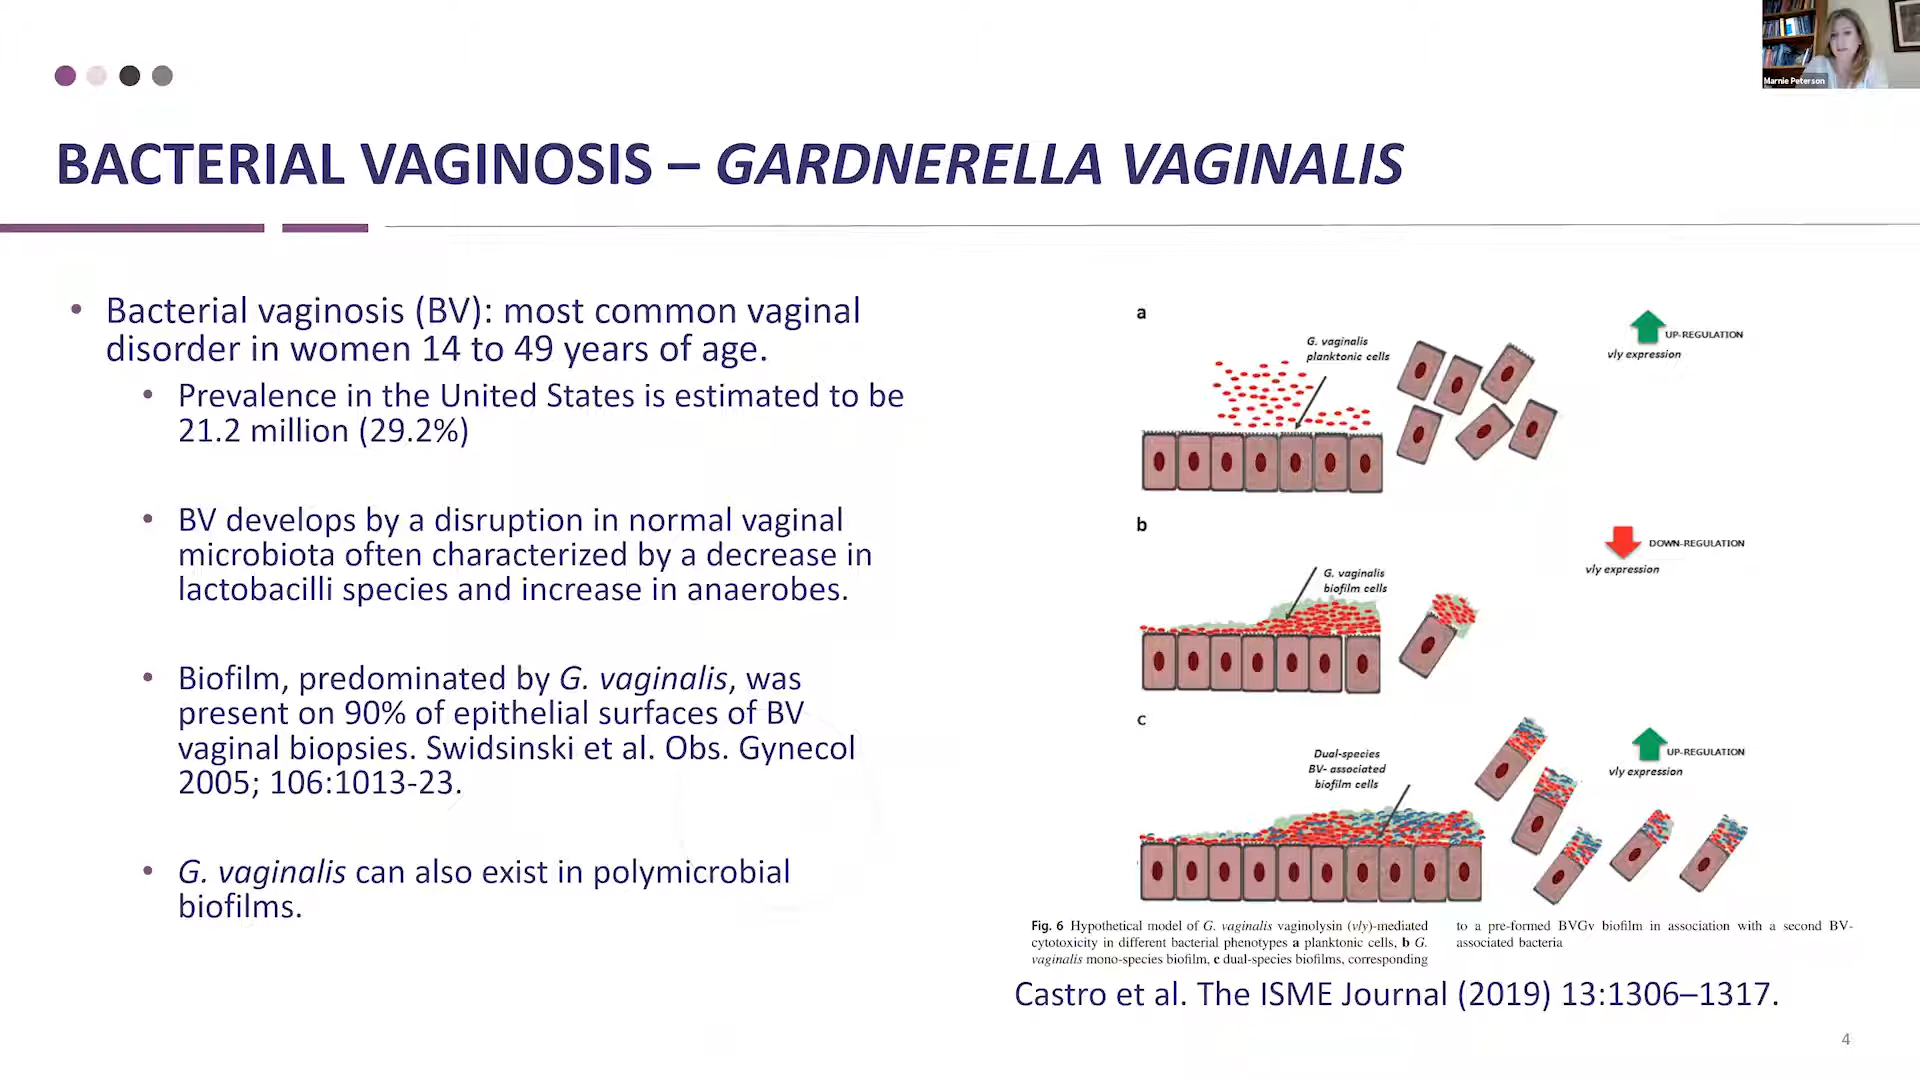 Marnie Peterson
BACTERIAL VAGINOSIS – GARDNERELLA VAGINALIS
• Bacterial vaginosis (BV): most common vaginal
disorder in women 14 to 49 years of age.
• Prevalence in the United States is estimated to be
21.2 million (29.2%)
• BV develops by a disruption in normal vaginal
microbiota often characterized by a decrease in
lactobacilli species and increase in anaerobes.
• Biofilm, predominated by G. vaginalis, was
present on 90% of epithelial surfaces of BV
vaginal biopsies. Swidsinski et al. Obs. Gynecol
2005; 106:1013-23.
• G. vaginalis can also exist in polymicrobial
biofilms.
a
G. vaginalis
planktonic cells
UP-REGULATION
vly expression
b
G. vaginalis
biofilm cells
DOWN-REGULATION
vly expression
c
Dual-species
BV- associated
biofilm cells
UP-REGULATION
vly expression
Fig. 6 Hypothetical model of G. vaginalis vaginolysin (vly)-mediated
cytotoxicity in different bacterial phenotypes a planktonic cells, b G.
vaginalis mono-species biofilm, c dual-species biofilms, corresponding
to a pre-formed BVGv biofilm in association with a second BV-
associated bacteria
Castro et al. The ISME Journal (2019) 13:1306–1317.
4